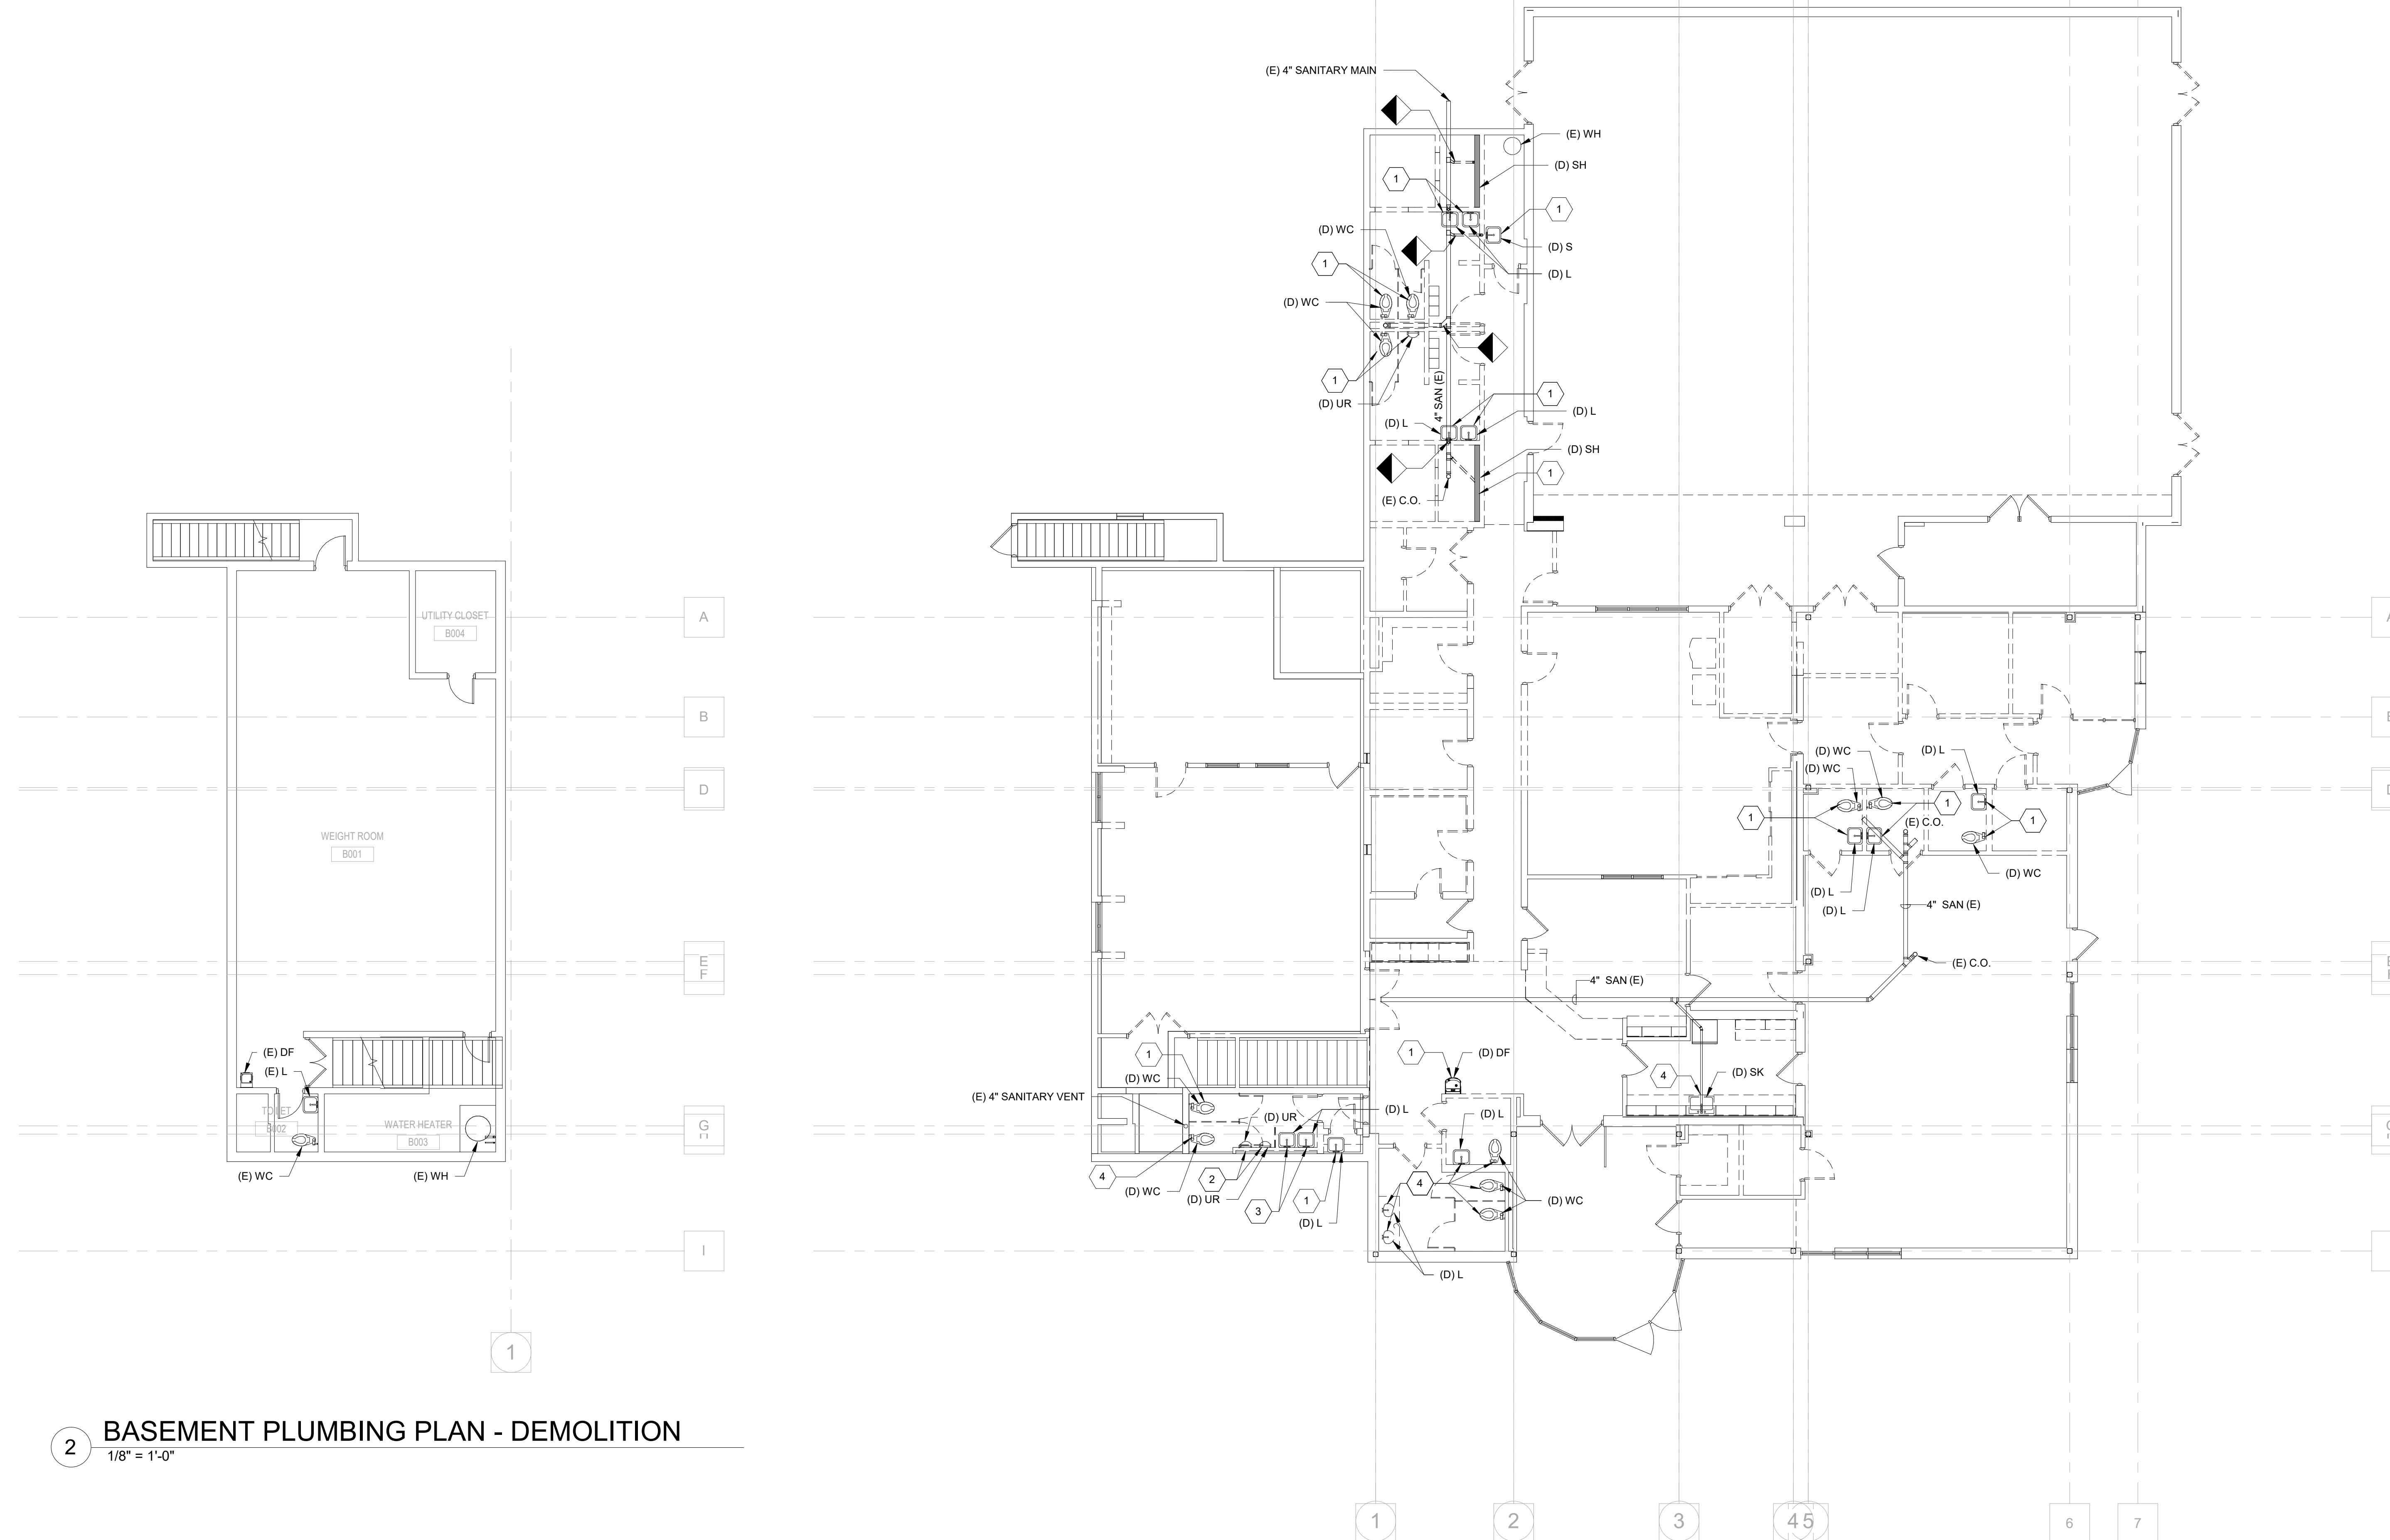 (E) 4" SANITARY MAIN
(E) WH
(D) SH
1
1
(D) WC
(D) S
1
(D) L
(D) WC
1
4" SAN (E)
1
(D) UR
(D) L
(D) L
(D) SH
1
(E) C.O.
UTILITY CLOSET
B004
A
B
D
WEIGHT ROOM
B001
E
F
(E) DF
(E) L
TOILET
B002
WATER HEATER
B003
G
(E) WC
(E) WH
I
1
(D) WC
(D) L
(D) WC
1
1
(E) C.O.
1
(D) WC
(D) L
(D) L
4" SAN (E)
(E) C.O.
4" SAN (E)
1
(D) WC
(E) 4" SANITARY VENT
1
(D) DF
4
(D) SK
(D) UR
(D) L
(D) L
4
(D) WC
2
(D) UR
3
1
(D) L
4
(D) WC
(D) L
2
BASEMENT PLUMBING PLAN - DEMOLITION
1/8" = 1'-0"
1
2
3
4
5
6
7